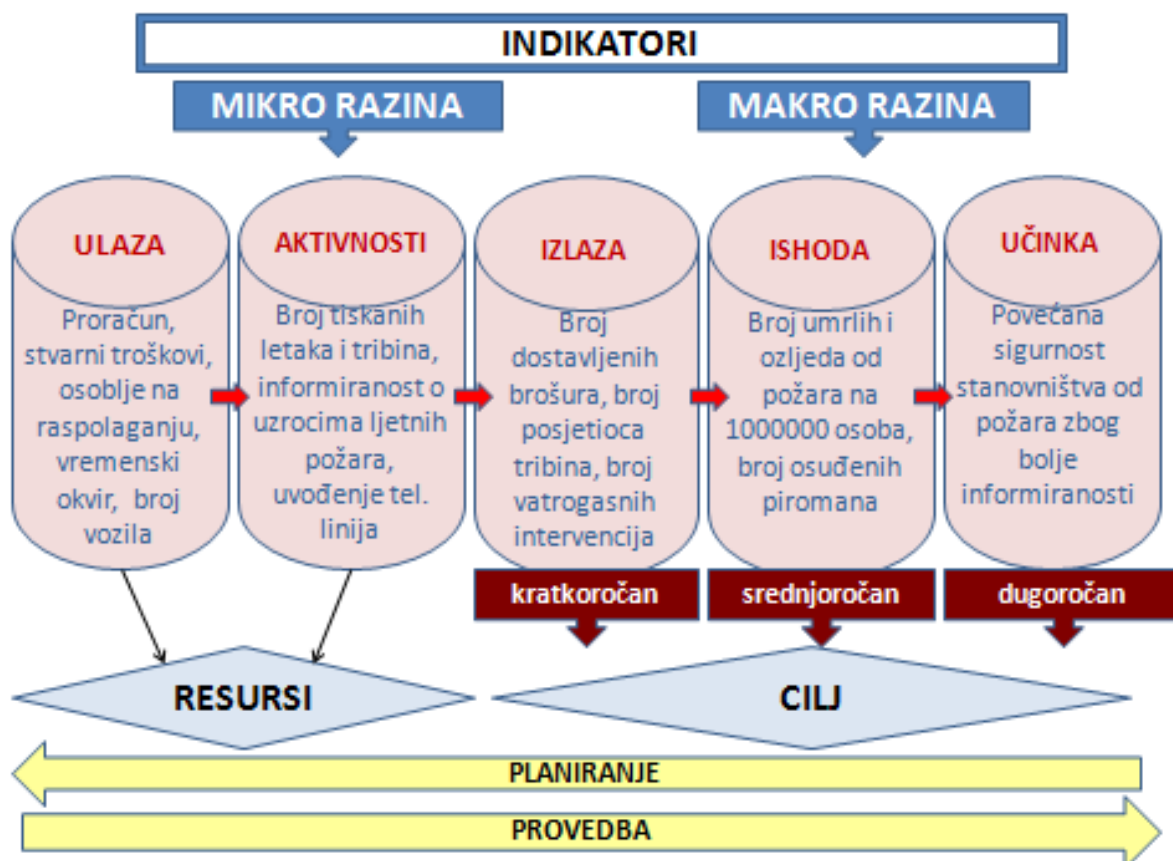 INDIKATORI
MIKRO RAZINA
MAKRO RAZINA
ULAZA
Proračun,
stvarni troškovi,
osoblje na
raspolaganju,
vremenski
okvir, broj
vozila
AKTIVNOSTI
Broj tiskanih
letaka i tribina,
informiranost o
uzrocima ljetnih
požara,
uvođenje tel.
linija
IZLAZA
Broj
dostavljenih
brošura, broj
posjetioca
tribina, broj
vatrogasnih
intervencija
ISHODA
Broj umrlih i
ozljeda od
požara na
1000000 osoba,
broj osuđenih
piromana
UČINKA
Povećana
sigurnost
stanovništva od
požara zbog
bolje
informiranosti
kratkoročan
srednjoročan
dugoročan
RESURSI
CILJ
PLANIRANJE
PROVEDBA